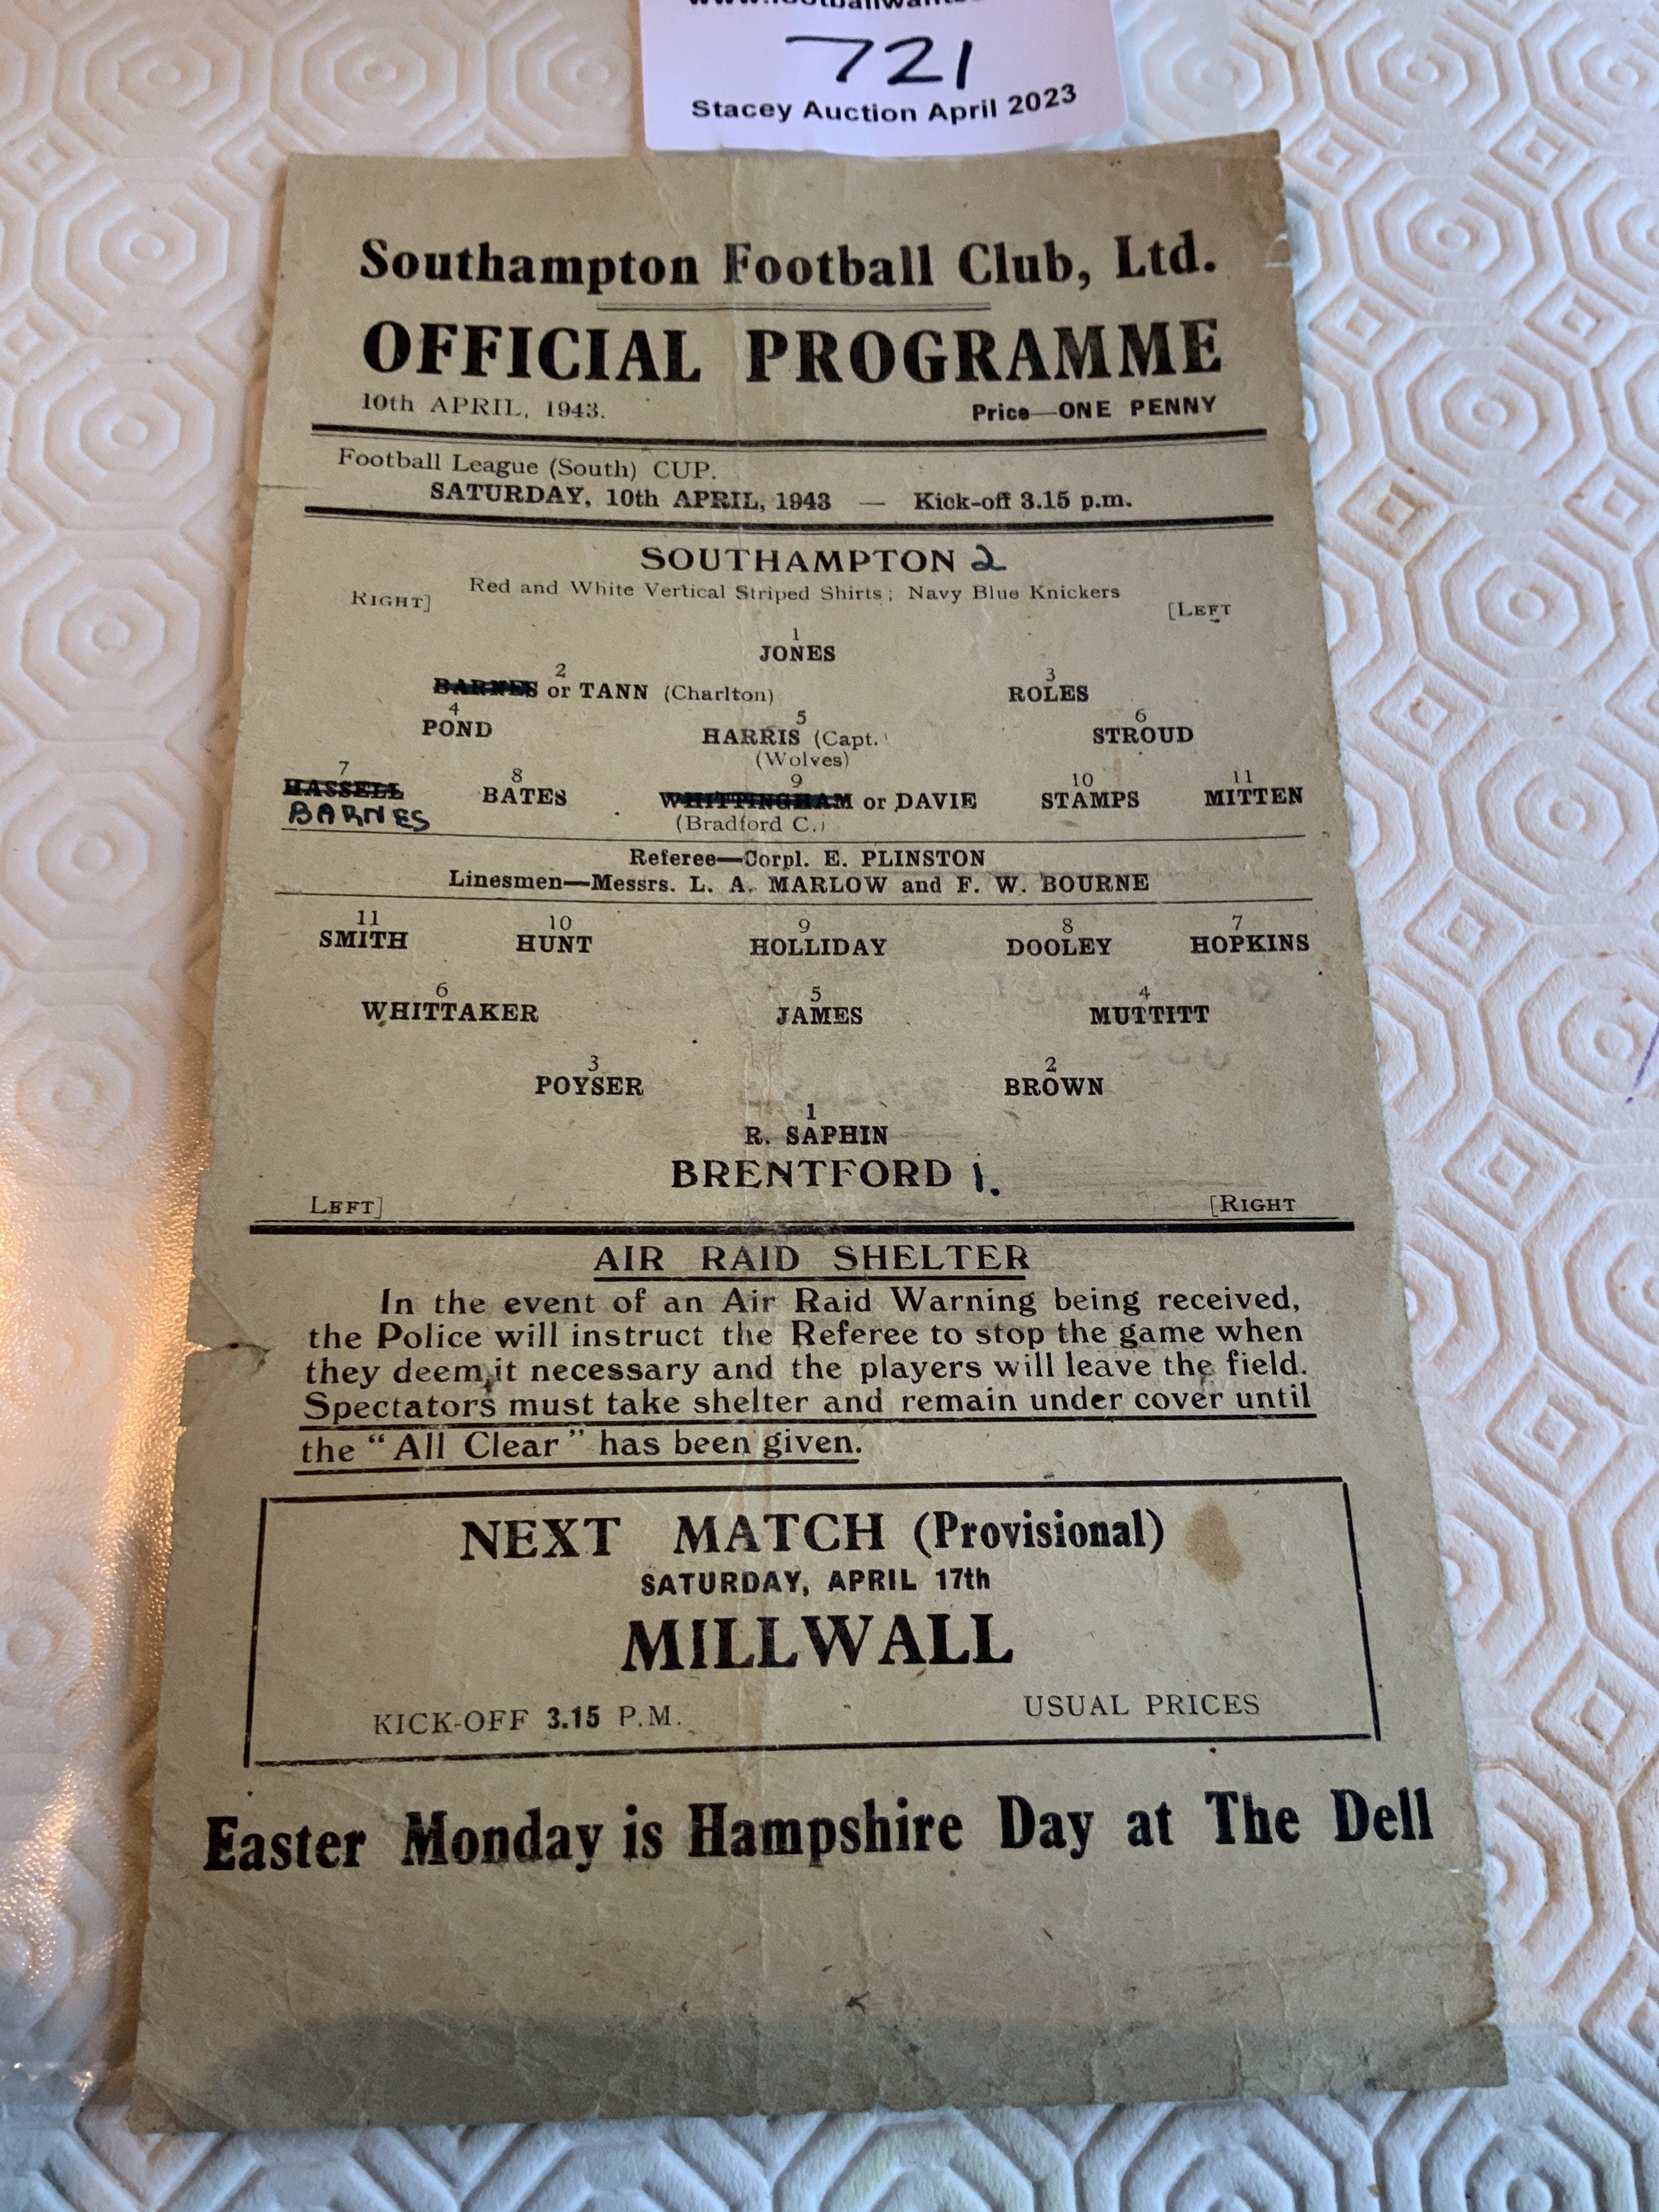 721
Stacey Auction April 2023
Southampton Football Club, Ltd.
OFFICIAL PROGRAMME
10th APRIL, 1943. Price—ONE PENNY
Football League (South) CUP.
SATURDAY, 10th APRIL, 1943 — Kick-off 3.15 p.m.
SOUTHAMPTON 2
Red and White Vertical Striped Shirts; Navy Blue Knickers
RIGHT] [LEFT
1
JONES
2 3
BARNES or TANN (Charlton) ROLES
4 5 6
POND HARRIS (Capt.) STROUD
(Wolves)
7 8 9 10 11
HASSELL BATES WHITTINGHAM or DAVIE STAMPS MITTEN
BARNES (Bradford C.)
Referee—Corpl. E. PLINSTON
Linesmen—Messrs. L. A. MARLOW and F. W. BOURNE
11 10 9 8 7
SMITH HUNT HOLLIDAY DOOLEY HOPKINS
6 5 4
WHITTAKER JAMES MUTTITT
3 2
POYSER BROWN
1
R. SAPHIN
BRENTFORD 1.
LEFT] [RIGHT
AIR RAID SHELTER
In the event of an Air Raid Warning being received,
the Police will instruct the Referee to stop the game when
they deem it necessary and the players will leave the field.
Spectators must take shelter and remain under cover until
the "All Clear" has been given.
NEXT MATCH (Provisional)
SATURDAY, APRIL 17th
MILLWALL
KICK-OFF 3.15 P.M. USUAL PRICES
Easter Monday is Hampshire Day at The Dell